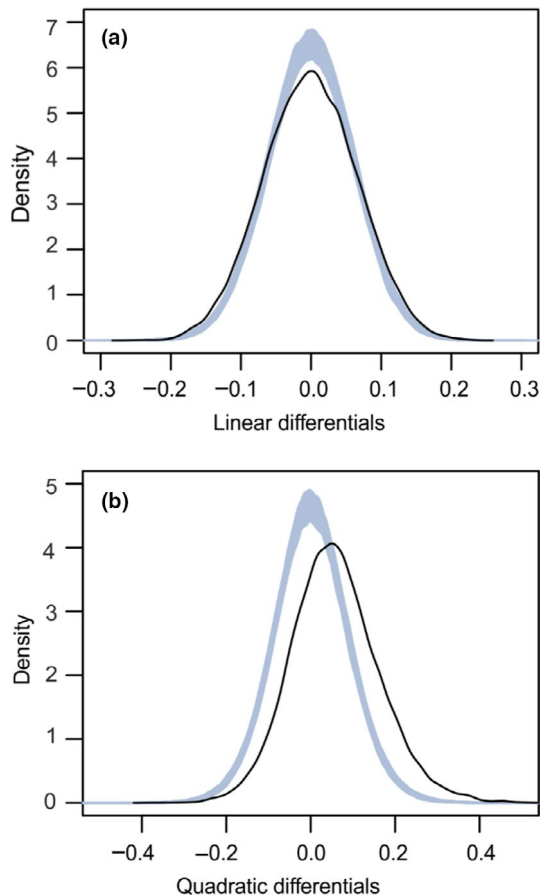 (a)
7
6
5
4
3
2
1
0
Density
−0.3 −0.2 −0.1 0.0 0.1 0.2 0.3
Linear differentials
(b)
5
4
3
2
1
0
Density
−0.4 −0.2 0.0 0.2 0.4
Quadratic differentials